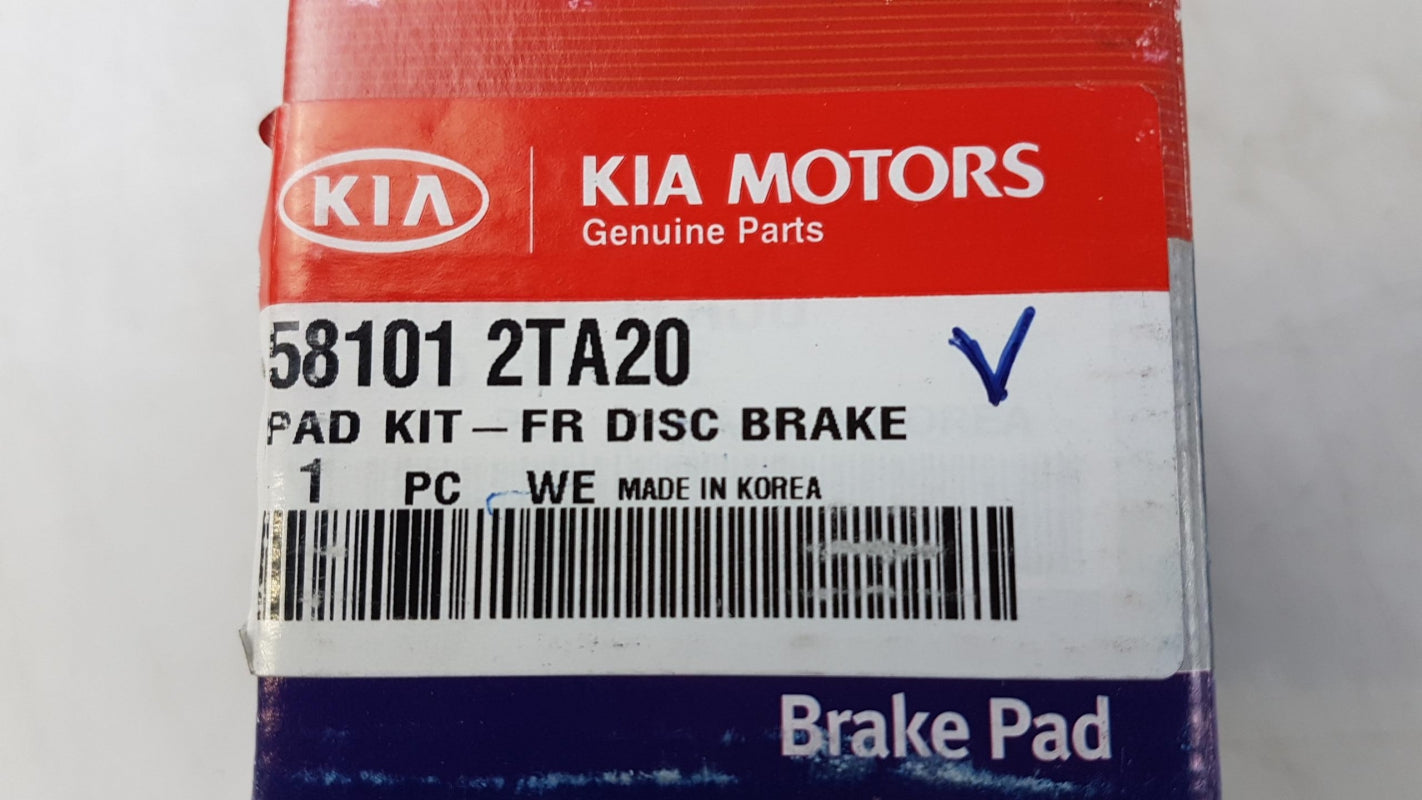 KIA
KIA MOTORS
Genuine Parts
58101 2TA20
PAD KIT – FR DISC BRAKE
1 PC WE MADE IN KOREA
Brake Pad